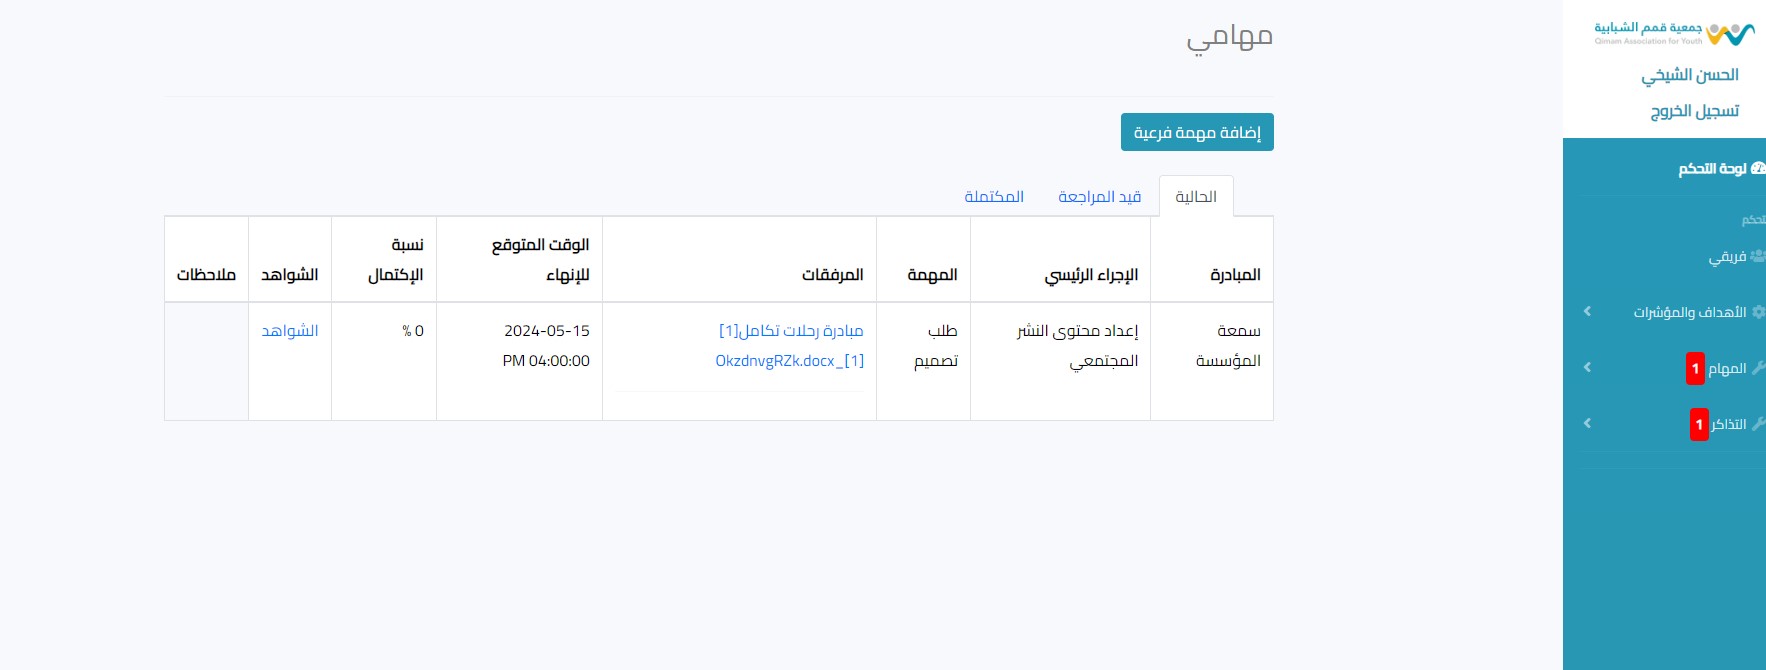 جمعية قمم الشبابية
Qimam Association for Youth
الحسن الشيخي
تسجيل الخروج
لوحة التحكم
تحكم
فريقي
الأهداف والمؤشرات
المهام 1
التذاكر 1
مهامي
إضافة مهمة فرعية
الحالية قيد المراجعة المكتملة
المبادرة
الإجراء الرئيسي
المهمة
المرفقات
الوقت المتوقع
للإنهاء
نسبة
الإكتمال
الشواهد
ملاحظات
سمعة
المؤسسة
إعداد محتوى النشر
المجتمعي
طلب
تصميم
مبادرة رحلات تكامل[1]
OkzdnvgRZk.docx_[1]
2024-05-15
04:00:00 PM
0 %
الشواهد